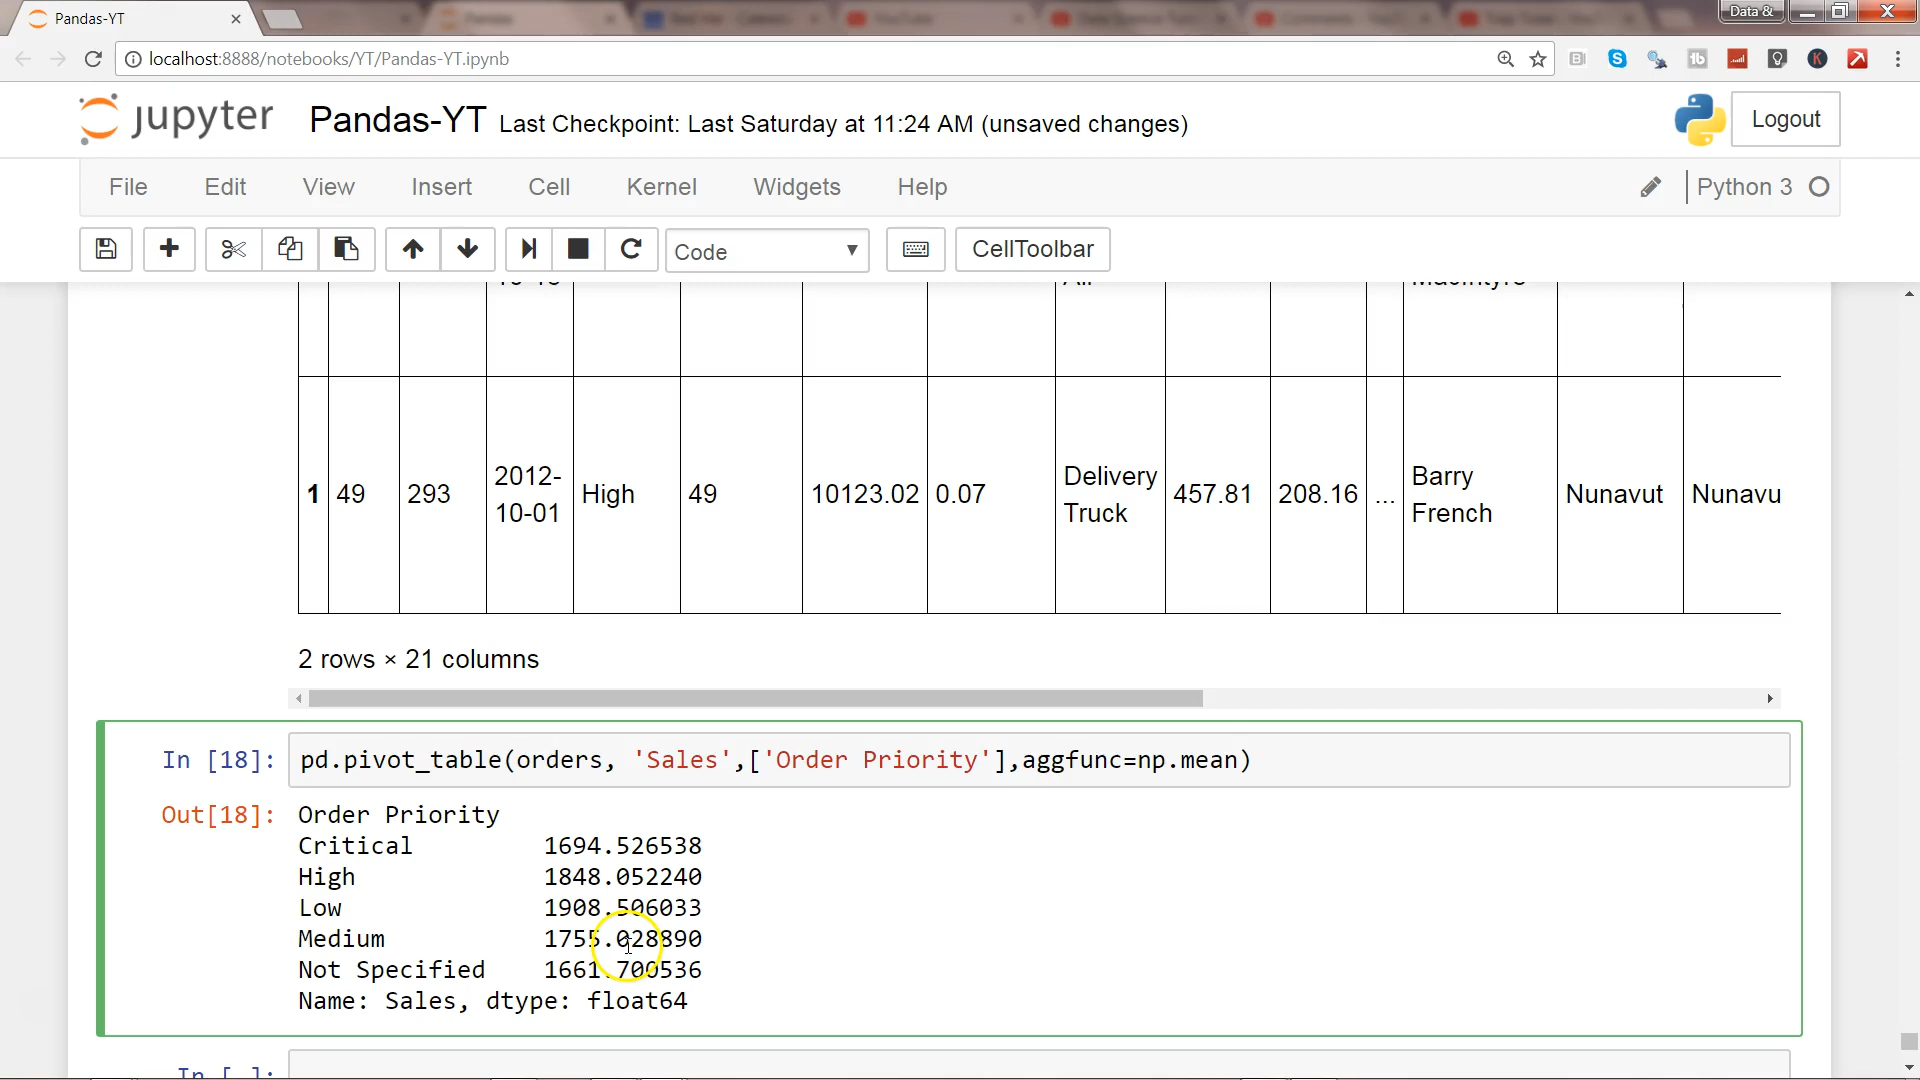 Pandas-YT
Data &
localhost:8888/notebooks/YT/Pandas-YT.ipynb
jupyter Pandas-YT Last Checkpoint: Last Saturday at 11:24 AM (unsaved changes)
Logout
File Edit View Insert Cell Kernel Widgets Help
Python 3
Code
CellToolbar
1 49 293 2012- High 49 10123.02 0.07 Delivery 457.81 208.16 ... Barry Nunavut Nunavu
10-01 Truck French
2 rows × 21 columns
In [18]: pd.pivot_table(orders, 'Sales',['Order Priority'],aggfunc=np.mean)
Out[18]: Order Priority
Critical 1694.526538
High 1848.052240
Low 1908.506033
Medium 1755.028890
Not Specified 1661.700536
Name: Sales, dtype: float64
In [ ]: